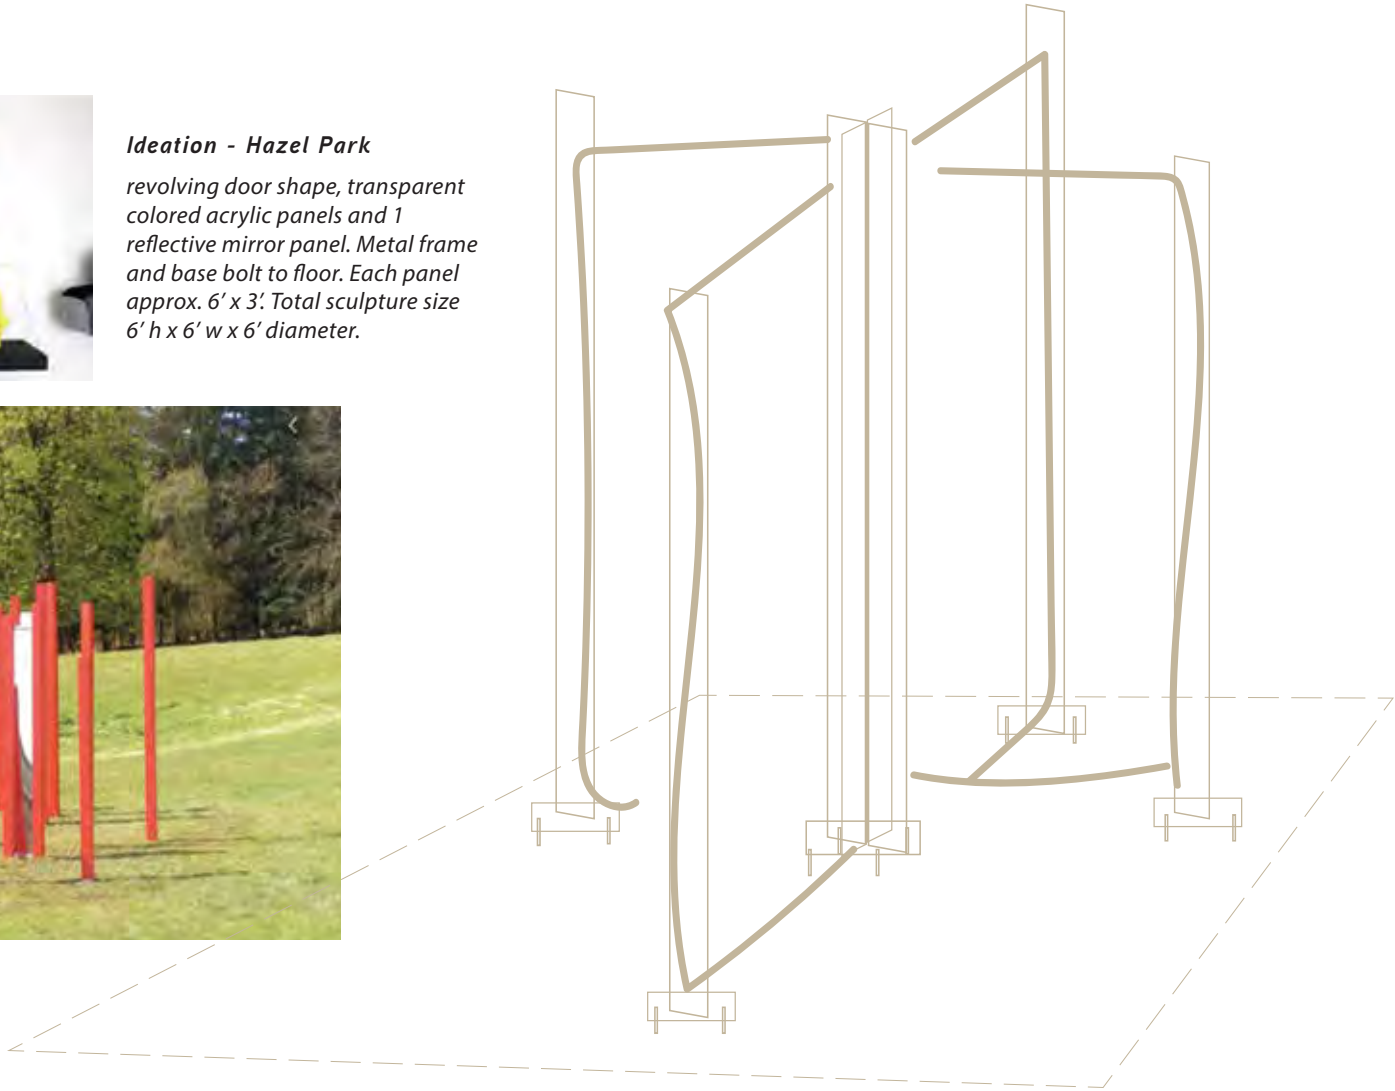 Ideation - Hazel Park
revolving door shape, transparent
colored acrylic panels and 1
reflective mirror panel. Metal frame
and base bolt to floor. Each panel
approx. 6’ x 3’. Total sculpture size
6’ h x 6’ w x 6’ diameter.